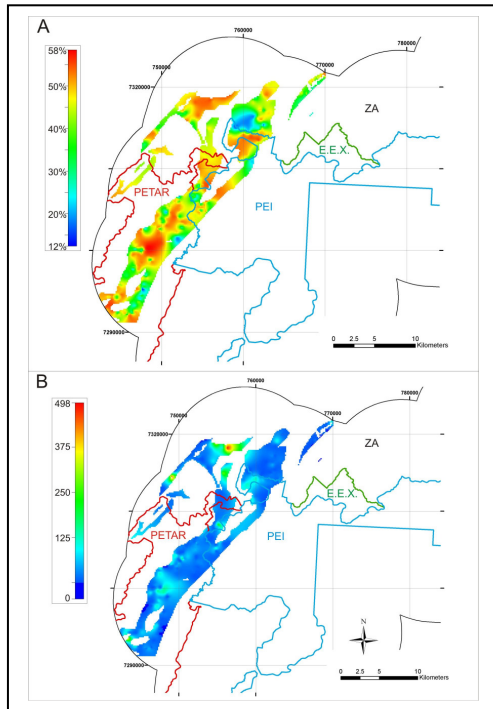 A
760000
780000
750000
770000
58%
7320000
ZA
50%
40%
E.E.X.
PETAR
30%
PEI
20%
12%
7290000
0 2.5 5 10
Kilometers
B
760000
780000
498
750000
770000
7320000
ZA
375
250
E.E.X.
PETAR
PEI
125
0
N
7290000
0 2.5 5 10
Kilometers